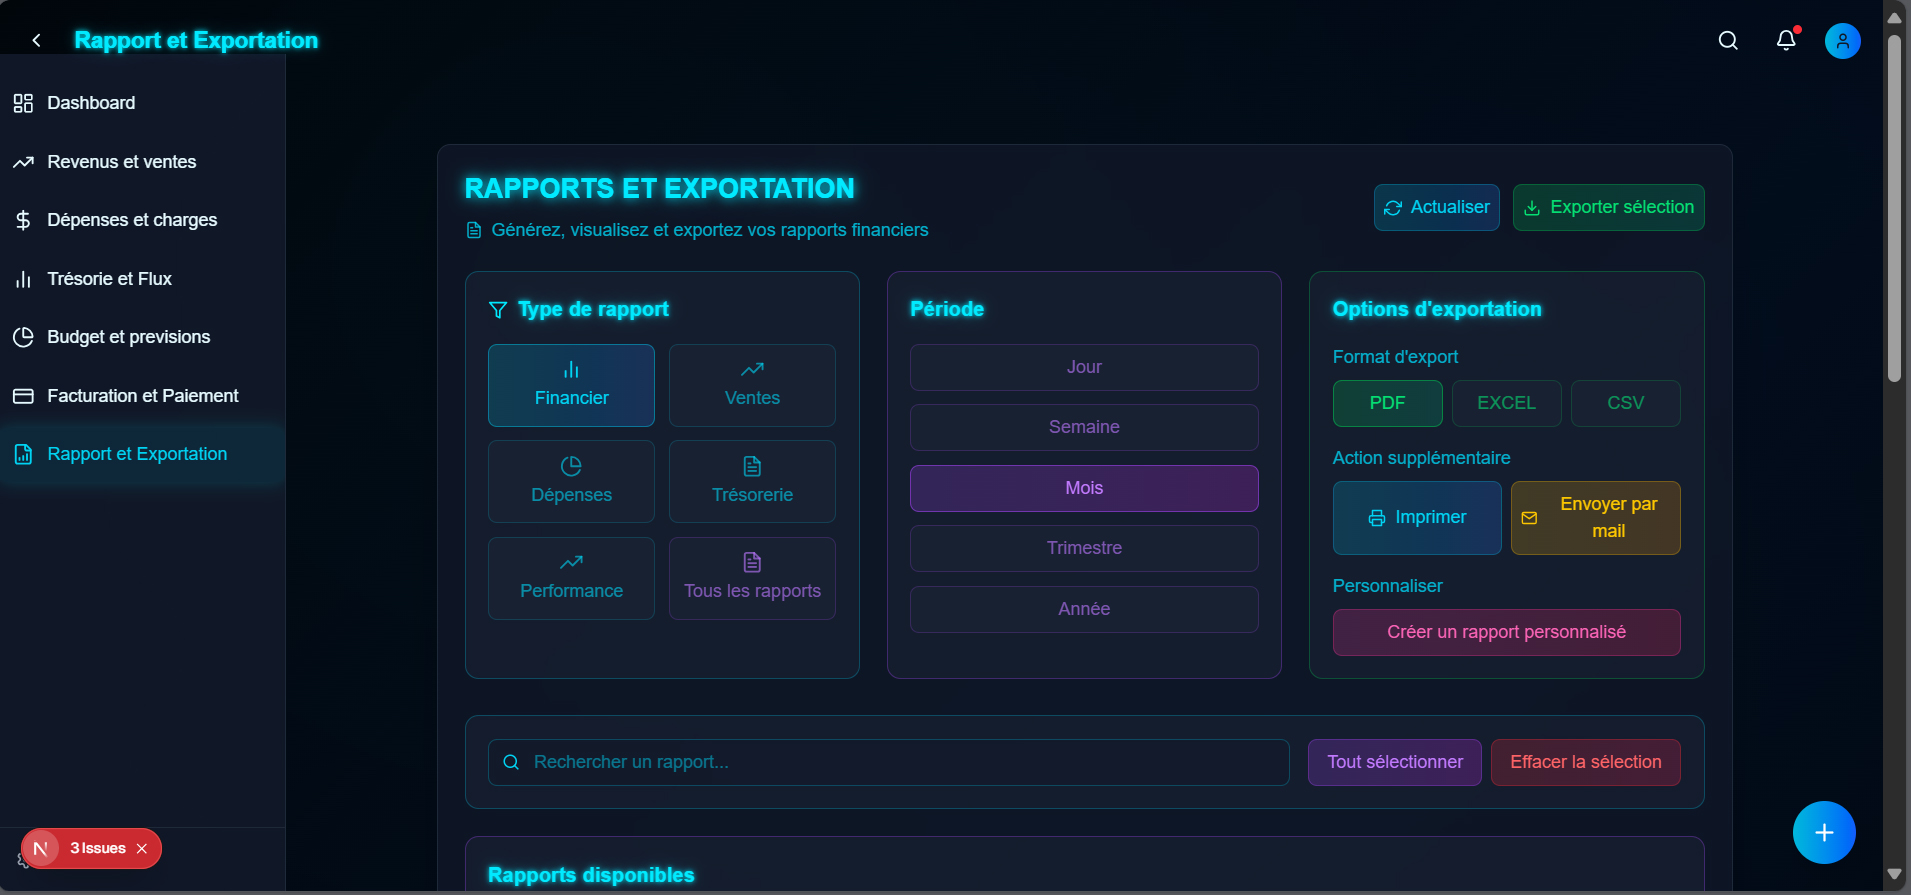 Rapport et Exportation
Dashboard
Revenus et ventes
Dépenses et charges
Trésorie et Flux
Budget et previsions
Facturation et Paiement
Rapport et Exportation
N 3 Issues
RAPPORTS ET EXPORTATION
Générez, visualisez et exportez vos rapports financiers
Actualiser
Exporter sélection
Type de rapport
Financier
Ventes
Dépenses
Trésorerie
Performance
Tous les rapports
Période
Jour
Semaine
Mois
Trimestre
Année
Options d'exportation
Format d'export
PDF
EXCEL
CSV
Action supplémentaire
Imprimer
Envoyer par
mail
Personnaliser
Créer un rapport personnalisé
Rechercher un rapport...
Tout sélectionner
Effacer la sélection
Rapports disponibles